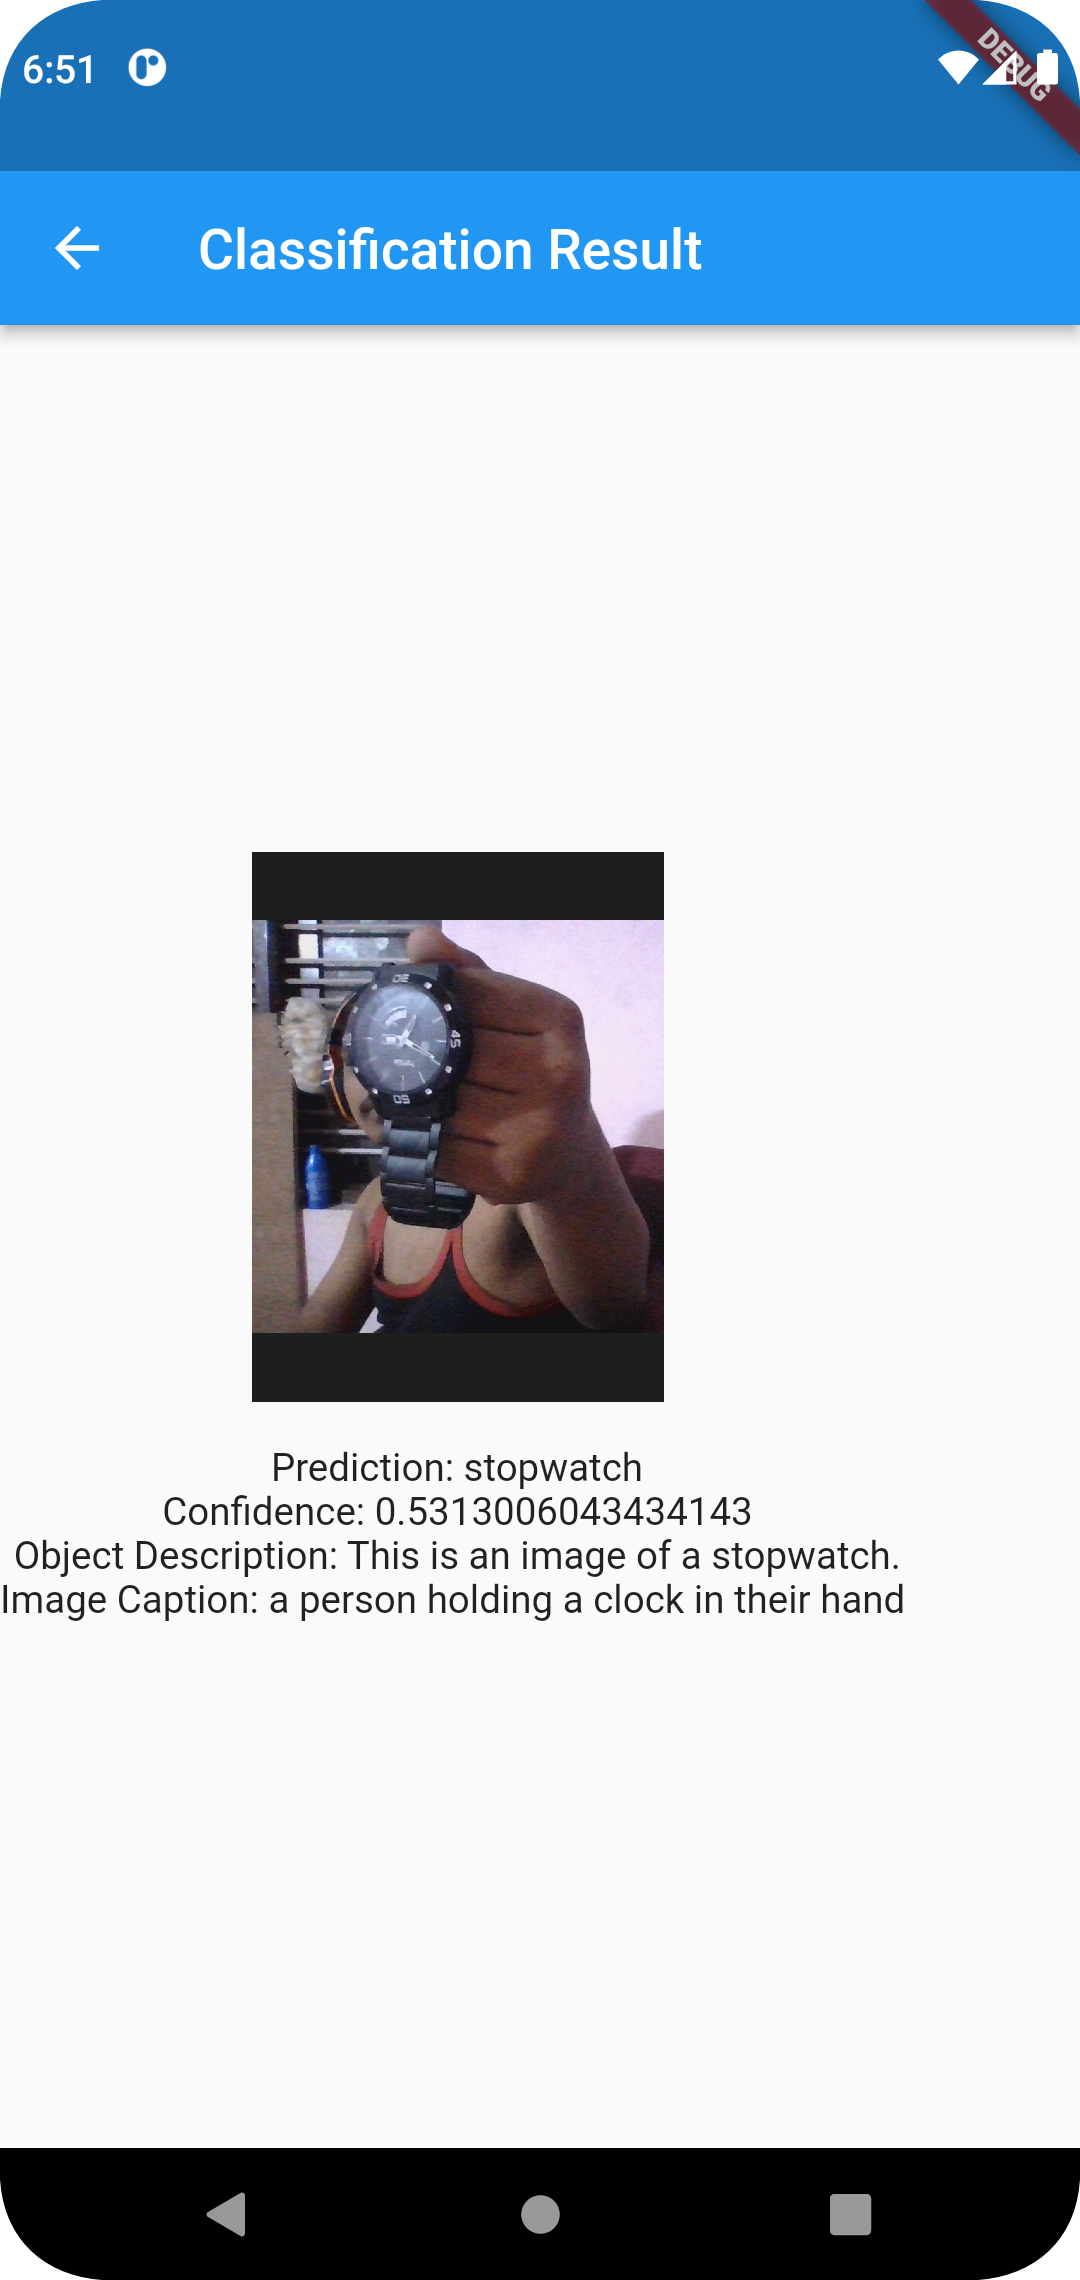 6:51
DEBUG
Classification Result
45
Prediction: stopwatch
Confidence: 0.5313006043434143
Object Description: This is an image of a stopwatch.
Image Caption: a person holding a clock in their hand